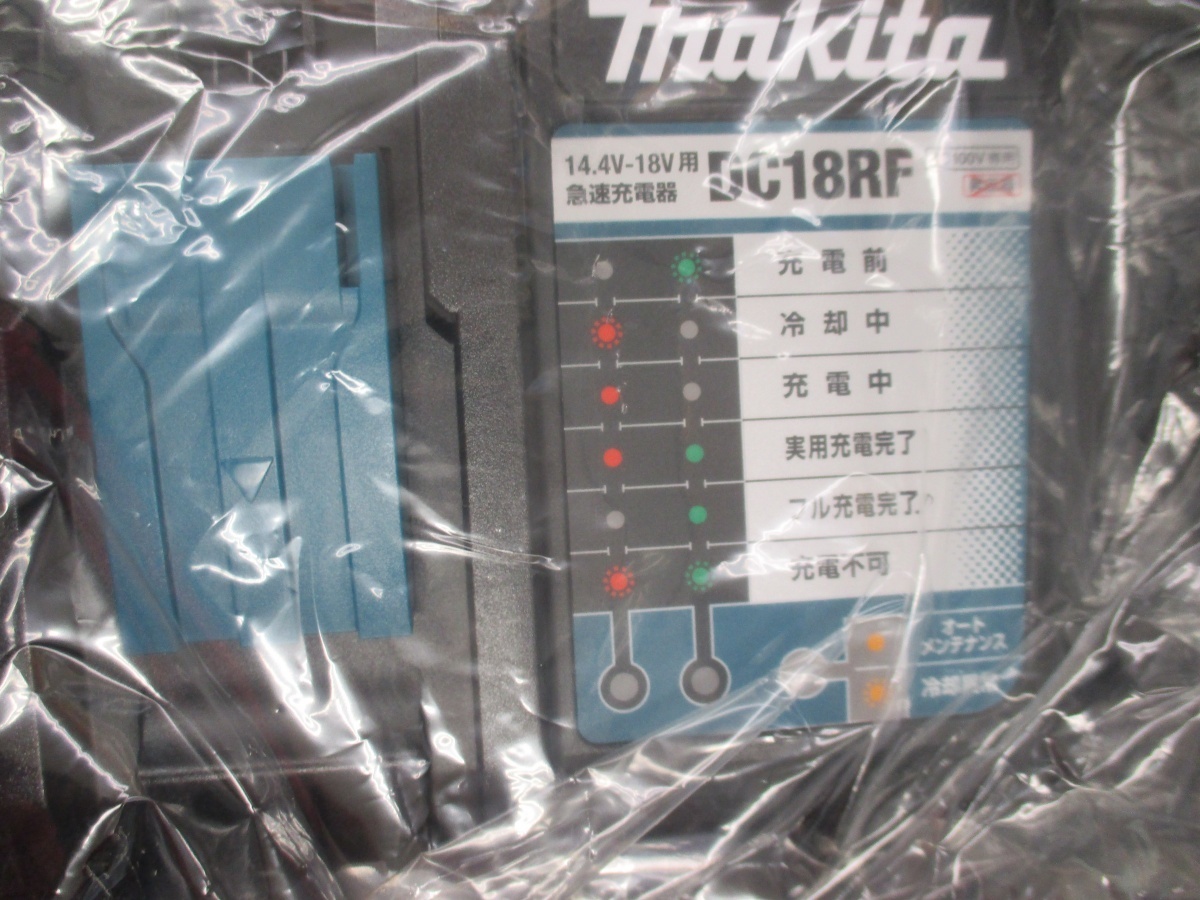 makita
14.4V-18V用
急速充電器
DC18RF
100V専用
充電前
冷却中
充電中
実用充電完了
フル充電完了
充電不可
オート
メンテナンス